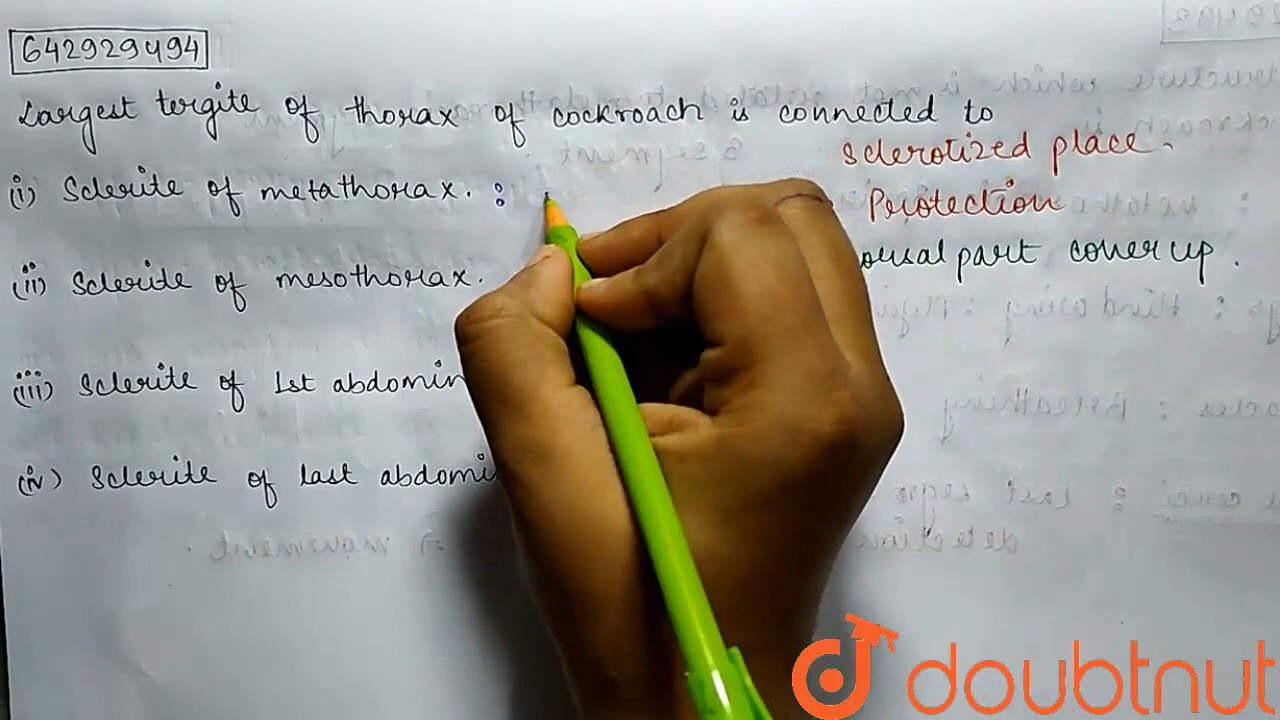 642929494
Largest tergite of thorax of cockroach is connected to
Sclerotized place.
(i) Sclerite of metathorax. :
Protection
(ii) Sclerite of mesothorax.
part cover up.
(iii) Sclerite of 1st abdomin
(iv) Sclerite of last abdomi
doubtnut